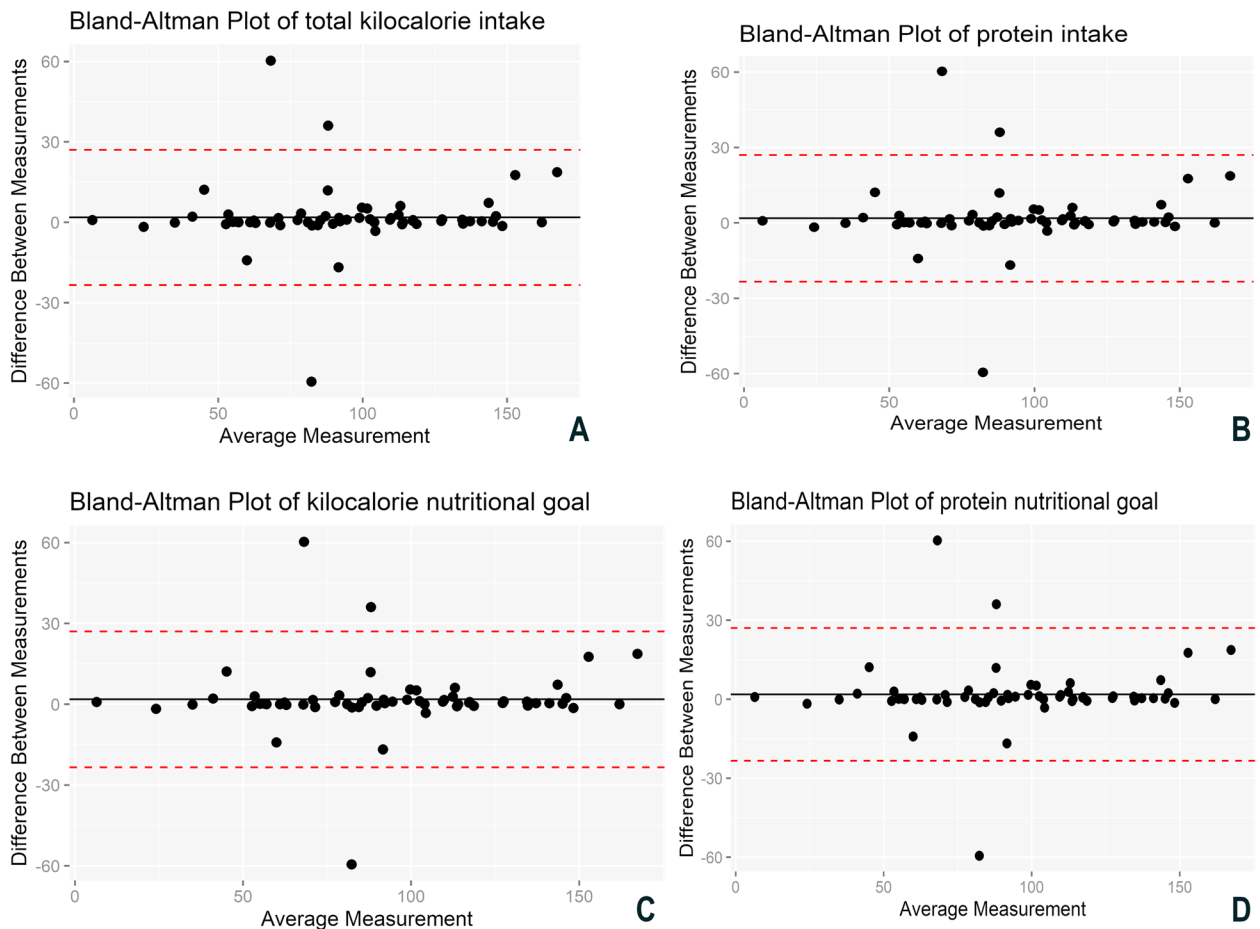 Bland-Altman Plot of total kilocalorie intake
Difference Between Measurements
60
30
0
-30
-60
0 50 100 150
Average Measurement
A
Bland-Altman Plot of protein intake
Difference Between Measurements
60
30
0
-30
-60
0 50 100 150
Average Measurement
B
Bland-Altman Plot of kilocalorie nutritional goal
Difference Between Measurements
60
30
0
-30
-60
0 50 100 150
Average Measurement
C
Bland-Altman Plot of protein nutritional goal
Difference Between Measurements
60
30
0
-30
-60
0 50 100 150
Average Measurement
D